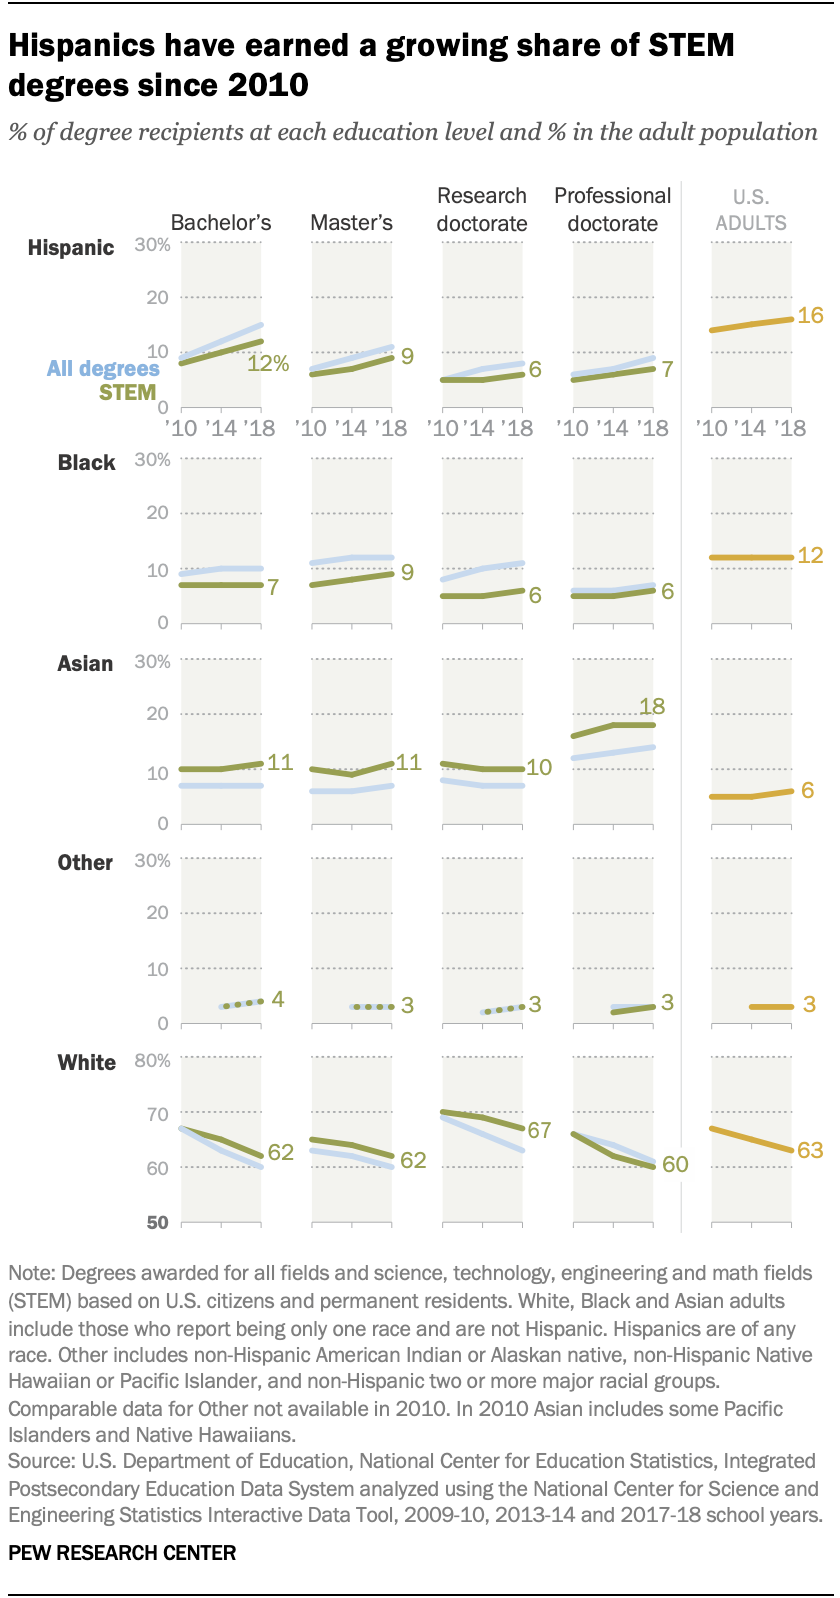 Hispanics have earned a growing share of STEM
degrees since 2010
% of degree recipients at each education level and % in the adult population
Bachelor's
Master's
Research
doctorate
Professional
doctorate
U.S.
ADULTS
Hispanic
30%
20
10
0
All degrees
STEM
12%
9
6
7
16
'10 '14 '18
'10 '14 '18
'10 '14 '18
'10 '14 '18
'10 '14 '18
Black
30%
20
10
0
7
9
6
6
12
Asian
30%
20
10
0
11
11
10
18
6
Other
30%
20
10
0
4
3
3
3
3
White
80%
70
60
50
62
62
67
60
63
Note: Degrees awarded for all fields and science, technology, engineering and math fields
(STEM) based on U.S. citizens and permanent residents. White, Black and Asian adults
include those who report being only one race and are not Hispanic. Hispanics are of any
race. Other includes non-Hispanic American Indian or Alaskan native, non-Hispanic Native
Hawaiian or Pacific Islander, and non-Hispanic two or more major racial groups.
Comparable data for Other not available in 2010. In 2010 Asian includes some Pacific
Islanders and Native Hawaiians.
Source: U.S. Department of Education, National Center for Education Statistics, Integrated
Postsecondary Education Data System analyzed using the National Center for Science and
Engineering Statistics Interactive Data Tool, 2009-10, 2013-14 and 2017-18 school years.
PEW RESEARCH CENTER